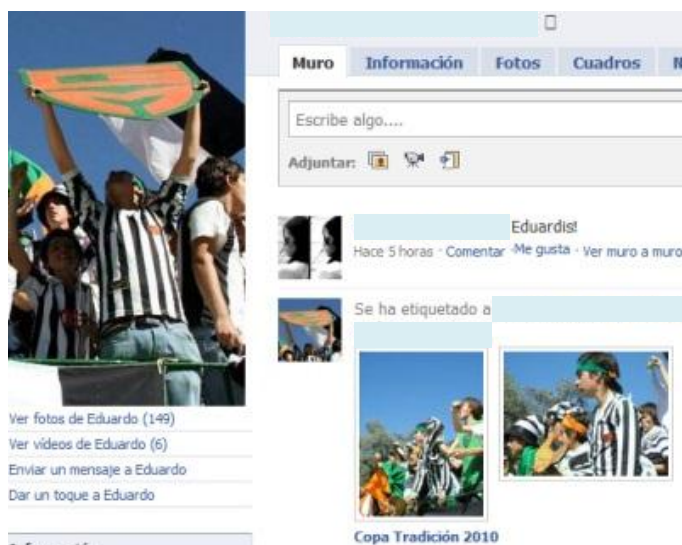 Muro Información Fotos Cuadros N
Escribe algo....
Adjuntar:
Eduardis!
Hace 5 horas · Comentar · Me gusta · Ver muro a muro
Se ha etiquetado a
Copa Tradición 2010
Ver fotos de Eduardo (149)
Ver vídeos de Eduardo (6)
Enviar un mensaje a Eduardo
Dar un toque a Eduardo